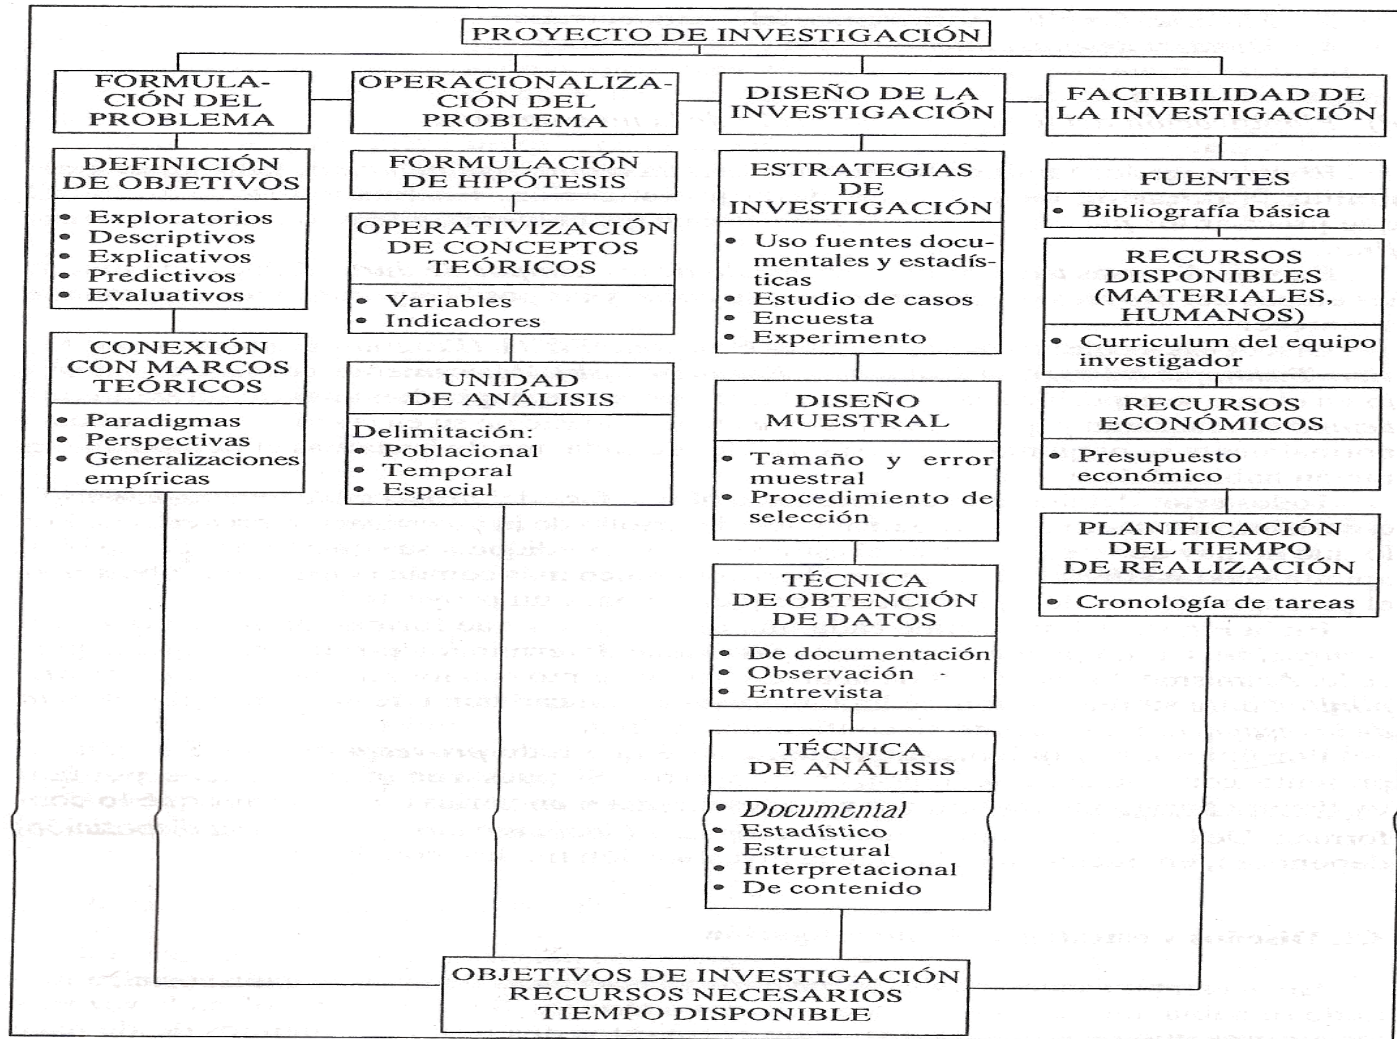 PROYECTO DE INVESTIGACIÓN
FORMULA-
CIÓN DEL
PROBLEMA
DEFINICIÓN
DE OBJETIVOS
• Exploratorios
• Descriptivos
• Explicativos
• Predictivos
• Evaluativos
CONEXIÓN
CON MARCOS
TEÓRICOS
• Paradigmas
• Perspectivas
• Generalizaciones
empíricas
OPERACIONALIZA-
CIÓN DEL
PROBLEMA
FORMULACIÓN
DE HIPÓTESIS
OPERATIVIZACIÓN
DE CONCEPTOS
TEÓRICOS
• Variables
• Indicadores
UNIDAD
DE ANÁLISIS
Delimitación:
• Poblacional
• Temporal
• Espacial
DISEÑO DE LA
INVESTIGACIÓN
ESTRATEGIAS
DE
INVESTIGACIÓN
• Uso fuentes docu-
mentales y estadís-
ticas
• Estudio de casos
• Encuesta
• Experimento
DISEÑO
MUESTRAL
• Tamaño y error
muestral
• Procedimiento de
selección
TÉCNICA
DE OBTENCIÓN
DE DATOS
• De documentación
• Observación
• Entrevista
TÉCNICA
DE ANÁLISIS
• Documental
• Estadístico
• Estructural
• Interpretacional
• De contenido
FACTIBILIDAD DE
LA INVESTIGACIÓN
FUENTES
• Bibliografía básica
RECURSOS
DISPONIBLES
(MATERIALES,
HUMANOS)
• Curriculum del equipo
investigador
RECURSOS
ECONÓMICOS
• Presupuesto
económico
PLANIFICACIÓN
DEL TIEMPO
DE REALIZACIÓN
• Cronología de tareas
OBJETIVOS DE INVESTIGACIÓN
RECURSOS NECESARIOS
TIEMPO DISPONIBLE